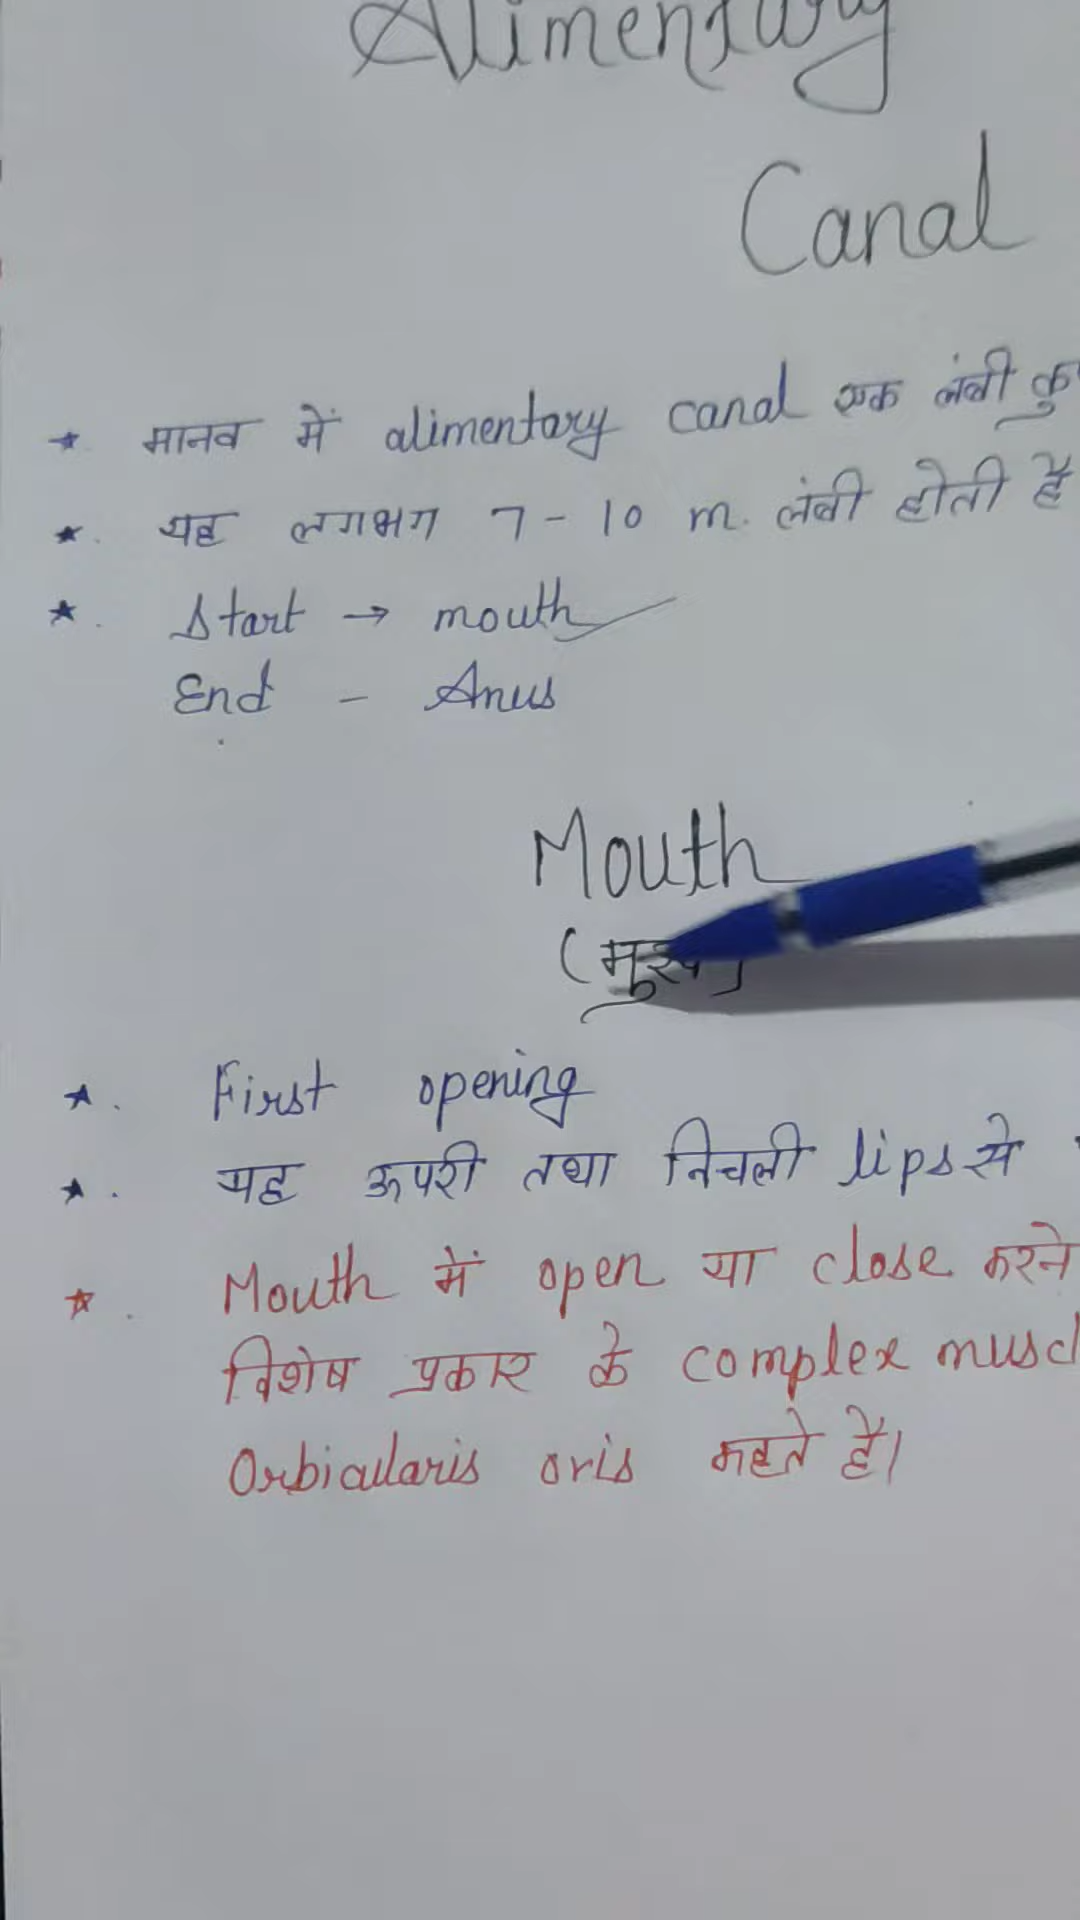 Alimentary
Canal
* मानव में alimentary canal एक लंबी
*. यह लगभग 7-10 m. लंबी होती है
*. Start → mouth
End - Anus
Mouth
(मुख)
*. First opening
*. यह ऊपरी तथा निचली lips से
*. Mouth में open या close करने
विशेष प्रकार के complex muscl
Orbicularis oris कहते हैं।